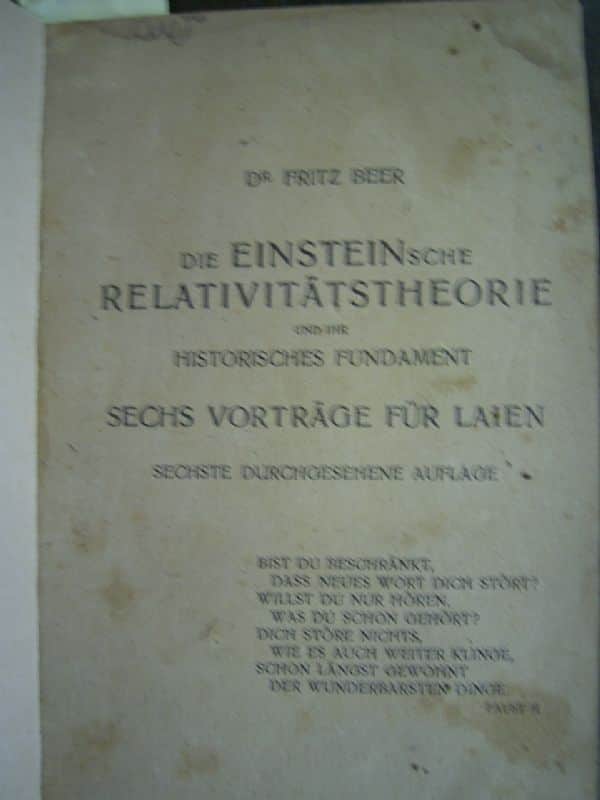 DR. FRITZ BEER
DIE EINSTEINSCHE
RELATIVITÄTSTHEORIE
UND IHR
HISTORISCHES FUNDAMENT
SECHS VORTRÄGE FÜR LAIEN
SECHSTE DURCHGESEHENE AUFLAGE
BIST DU BESCHRÄNKT,
DASS NEUES WORT DICH STÖRT?
WILLST DU NUR HÖREN,
WAS DU SCHON GEHÖRT?
DICH STÖRE NICHTS,
WIE ES AUCH WEITER KLINGE,
SCHON LÄNGST GEWOHNT
DER WUNDERBARSTEN DINGE
FAUST II